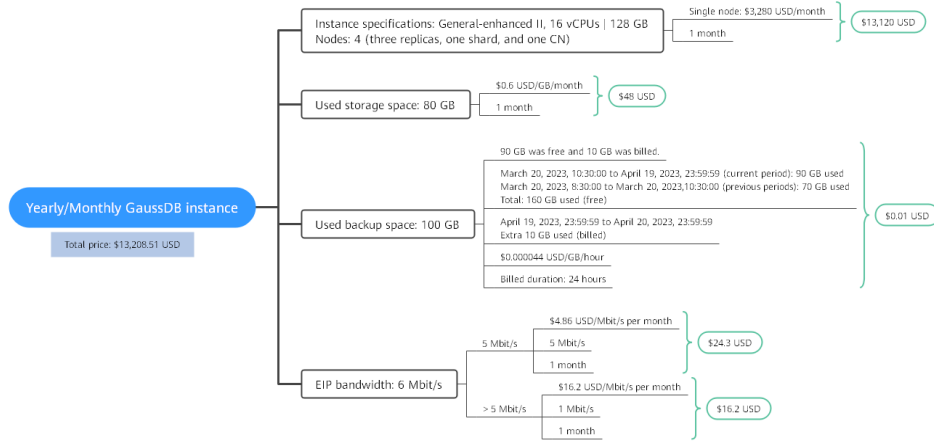 Yearly/Monthly GaussDB instance
Total price: $13,208.51 USD
Instance specifications: General-enhanced II, 16 vCPUs | 128 GB
Nodes: 4 (three replicas, one shard, and one CN)
Single node: $3,280 USD/month
1 month
$13,120 USD
Used storage space: 80 GB
$0.6 USD/GB/month
1 month
$48 USD
Used backup space: 100 GB
90 GB was free and 10 GB was billed.
March 20, 2023, 10:30:00 to April 19, 2023, 23:59:59 (current period): 90 GB used
March 20, 2023, 8:30:00 to March 20, 2023,10:30:00 (previous periods): 70 GB used
Total: 160 GB used (free)
April 19, 2023, 23:59:59 to April 20, 2023, 23:59:59
Extra 10 GB used (billed)
$0.000044 USD/GB/hour
Billed duration: 24 hours
$0.01 USD
EIP bandwidth: 6 Mbit/s
5 Mbit/s
$4.86 USD/Mbit/s per month
5 Mbit/s
1 month
$24.3 USD
> 5 Mbit/s
$16.2 USD/Mbit/s per month
1 Mbit/s
1 month
$16.2 USD